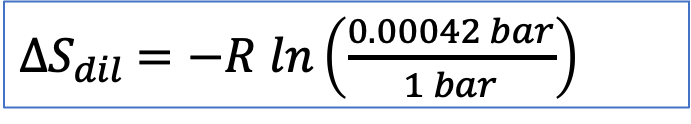 ΔS_dil = −R ln (0.00042 bar / 1 bar)